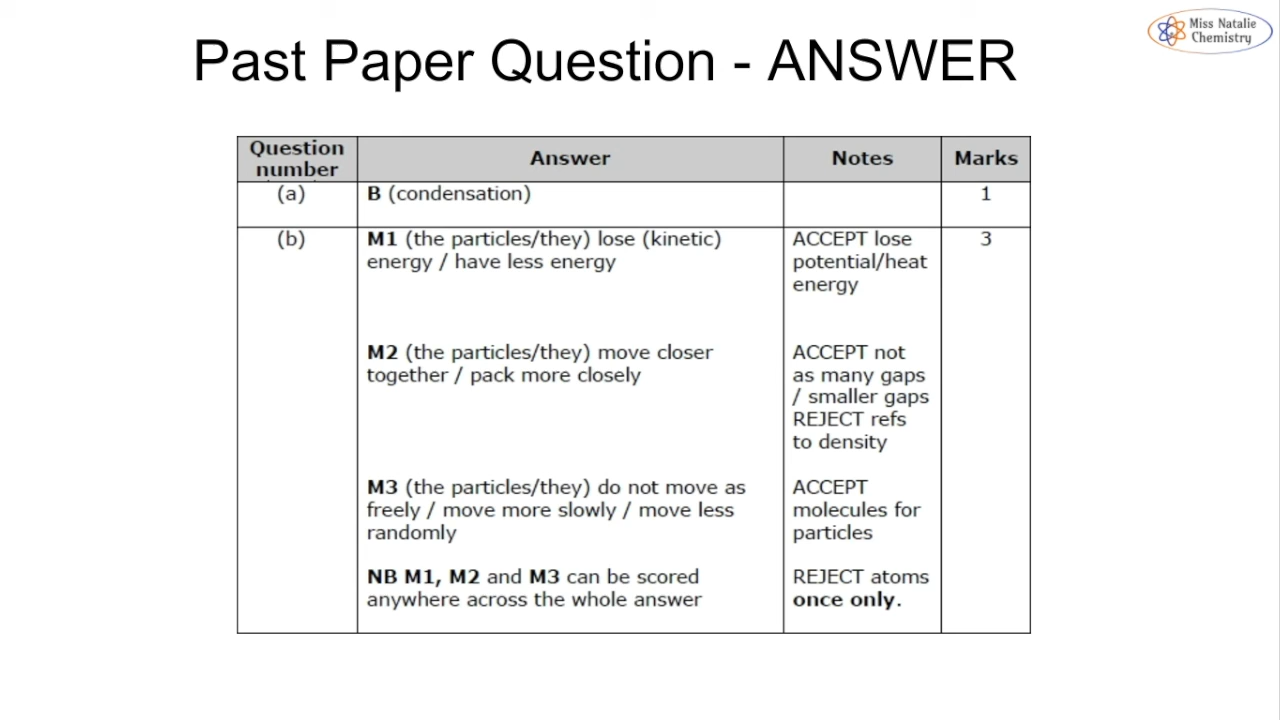 Miss Natalie
Chemistry
Past Paper Question - ANSWER
Question
number
Answer
Notes
Marks
(a)
B (condensation)
1
(b)
M1 (the particles/they) lose (kinetic)
energy / have less energy
ACCEPT lose
potential/heat
energy
3
M2 (the particles/they) move closer
together / pack more closely
ACCEPT not
as many gaps
/ smaller gaps
REJECT refs
to density
M3 (the particles/they) do not move as
freely / move more slowly / move less
randomly
ACCEPT
molecules for
particles
NB M1, M2 and M3 can be scored
anywhere across the whole answer
REJECT atoms
once only.